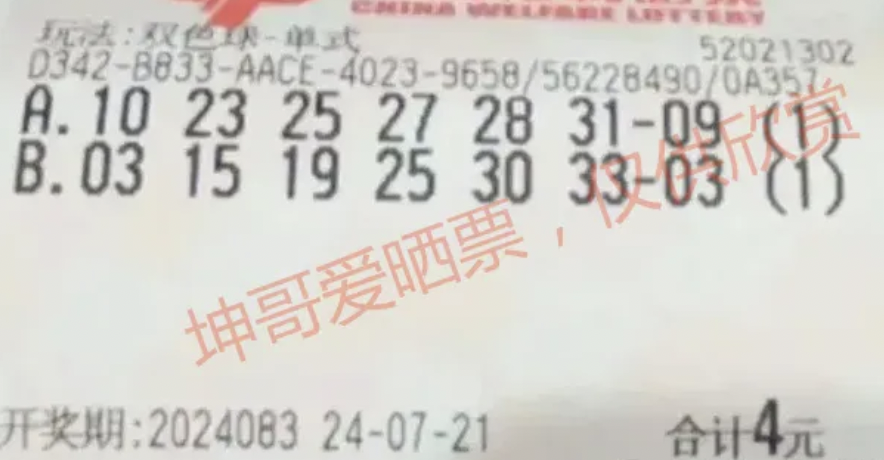 CHINA WELFARE LOTTERY
玩法:双色球-单式
52021302
D342-B833-AACE-4023-9658/56228490/0A357
A.10 23 25 27 28 31-09 (1)
B.03 15 19 25 30 33-03 (1)
坤哥爱晒票，仅供欣赏
开奖期:2024083 24-07-21 合计4元